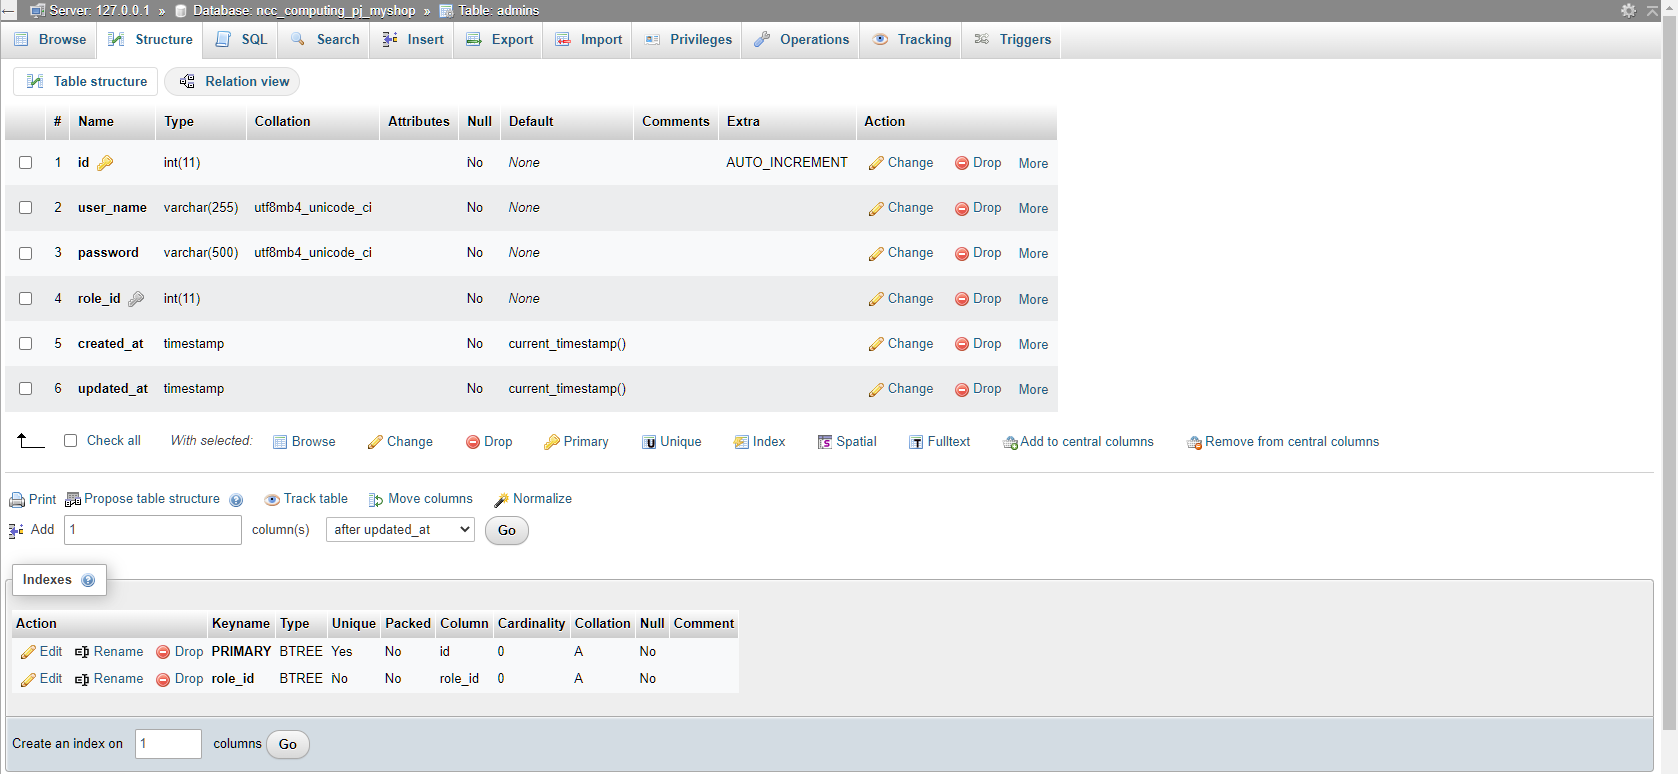 Server: 127.0.0.1 » Database: ncc_computing_pj_myshop » Table: admins
Browse Structure SQL Search Insert Export Import Privileges Operations Tracking Triggers
Table structure Relation view
# Name Type Collation Attributes Null Default Comments Extra Action
1 id int(11) No None AUTO_INCREMENT Change Drop More
2 user_name varchar(255) utf8mb4_unicode_ci No None Change Drop More
3 password varchar(500) utf8mb4_unicode_ci No None Change Drop More
4 role_id int(11) No None Change Drop More
5 created_at timestamp No current_timestamp() Change Drop More
6 updated_at timestamp No current_timestamp() Change Drop More
Check all With selected: Browse Change Drop Primary Unique Index Spatial Fulltext Add to central columns Remove from central columns
Print Propose table structure Track table Move columns Normalize
Add 1 column(s) after updated_at Go
Indexes
Action Keyname Type Unique Packed Column Cardinality Collation Null Comment
Edit Rename Drop PRIMARY BTREE Yes No id 0 A No
Edit Rename Drop role_id BTREE No No role_id 0 A No
Create an index on 1 columns Go